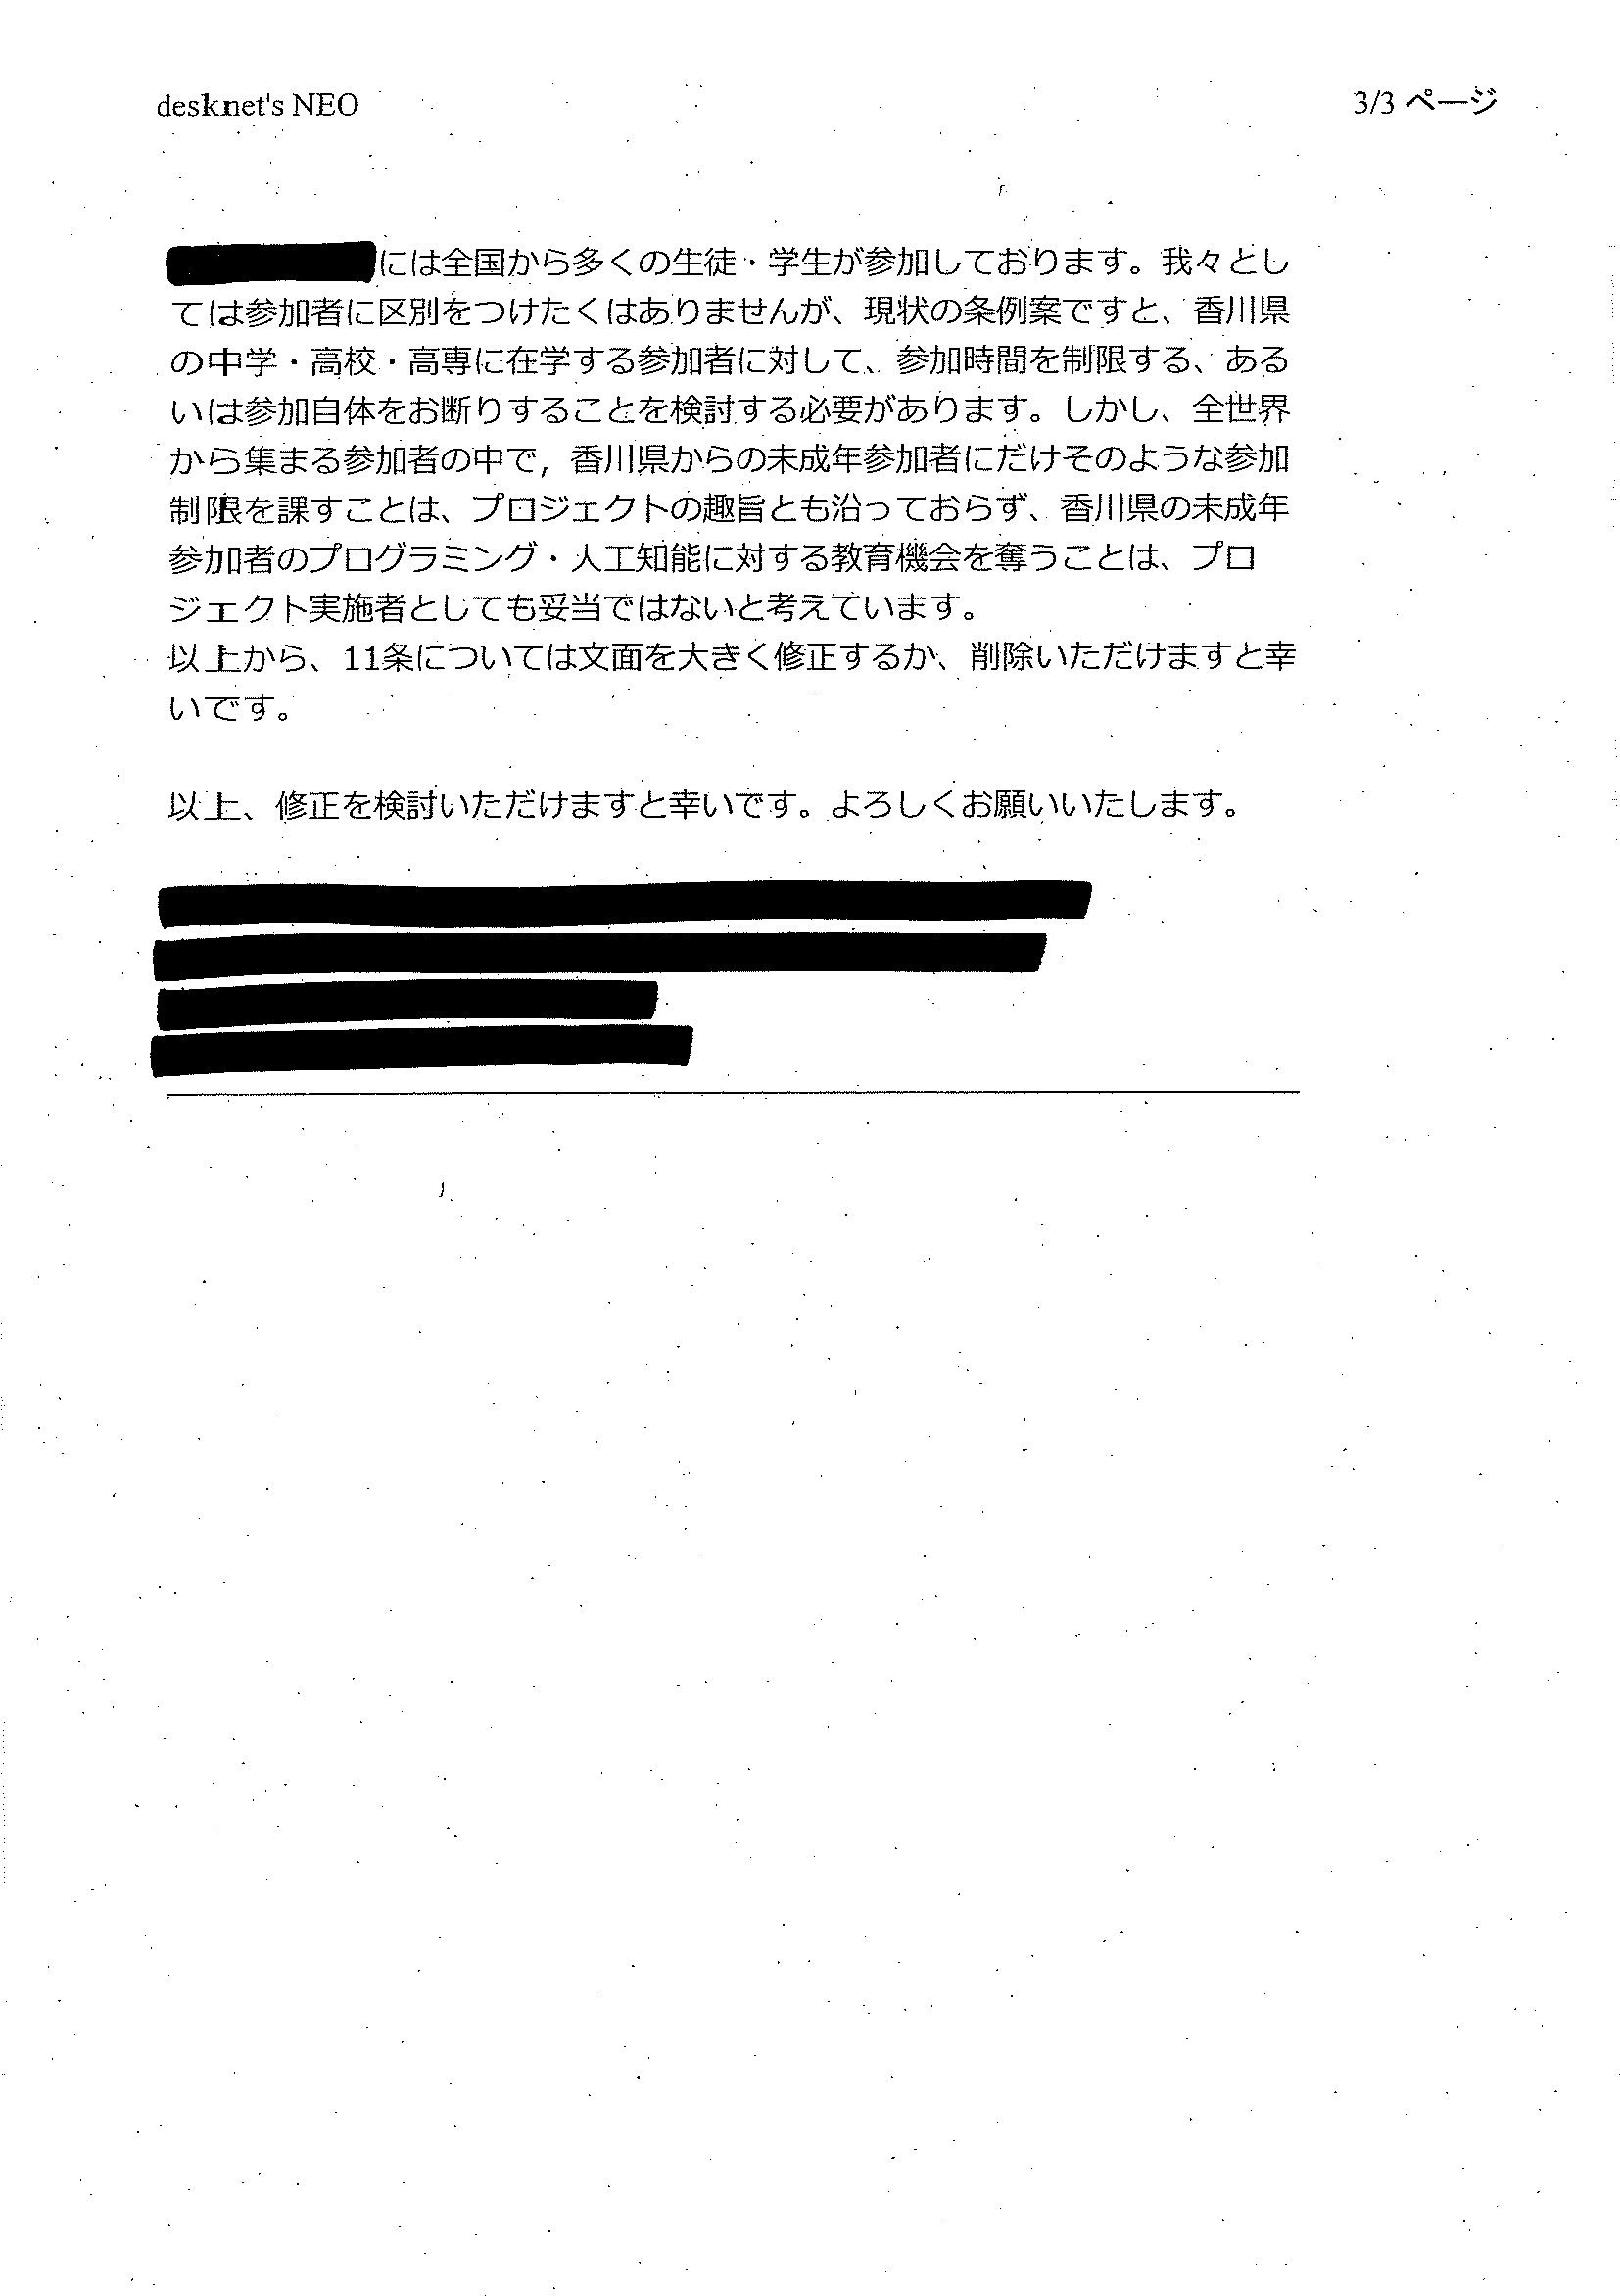 desknet's NEO
3/3 ページ
には全国から多くの生徒・学生が参加しております。我々とし
ては参加者に区別をつけたくはありませんが、現状の条例案ですと、香川県
の中学・高校・高専に在学する参加者に対して、参加時間を制限する、ある
いは参加自体をお断りすることを検討する必要があります。しかし、全世界
から集まる参加者の中で,香川県からの未成年参加者にだけそのような参加
制限を課すことは、プロジェクトの趣旨とも沿っておらず、香川県の未成年
参加者のプログラミング・人工知能に対する教育機会を奪うことは、プロ
ジェクト実施者としても妥当ではないと考えています。
以上から、11条については文面を大きく修正するか、削除いただけますと幸
いです。
以上、修正を検討いただけますと幸いです。よろしくお願いいたします。